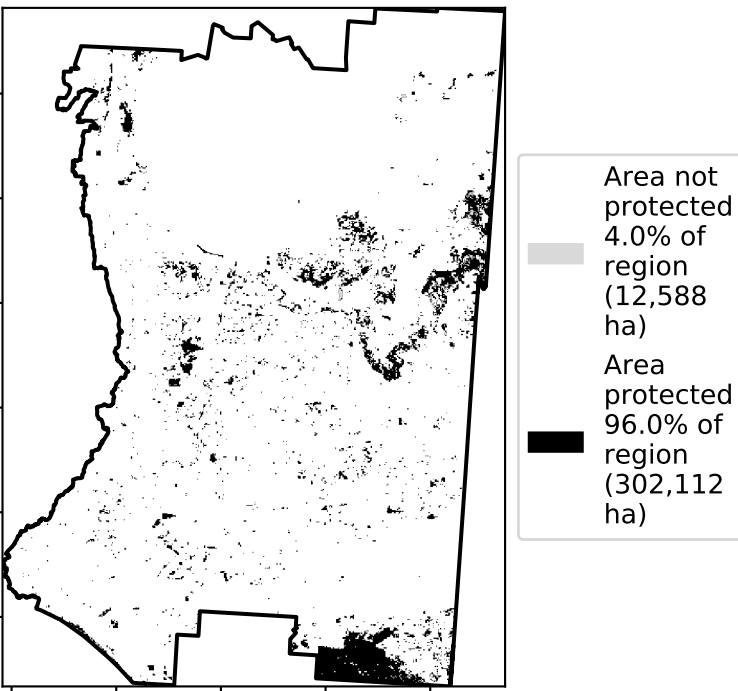 Area not
protected
4.0% of
region
(12,588
ha)
Area
protected
96.0% of
region
(302,112
ha)